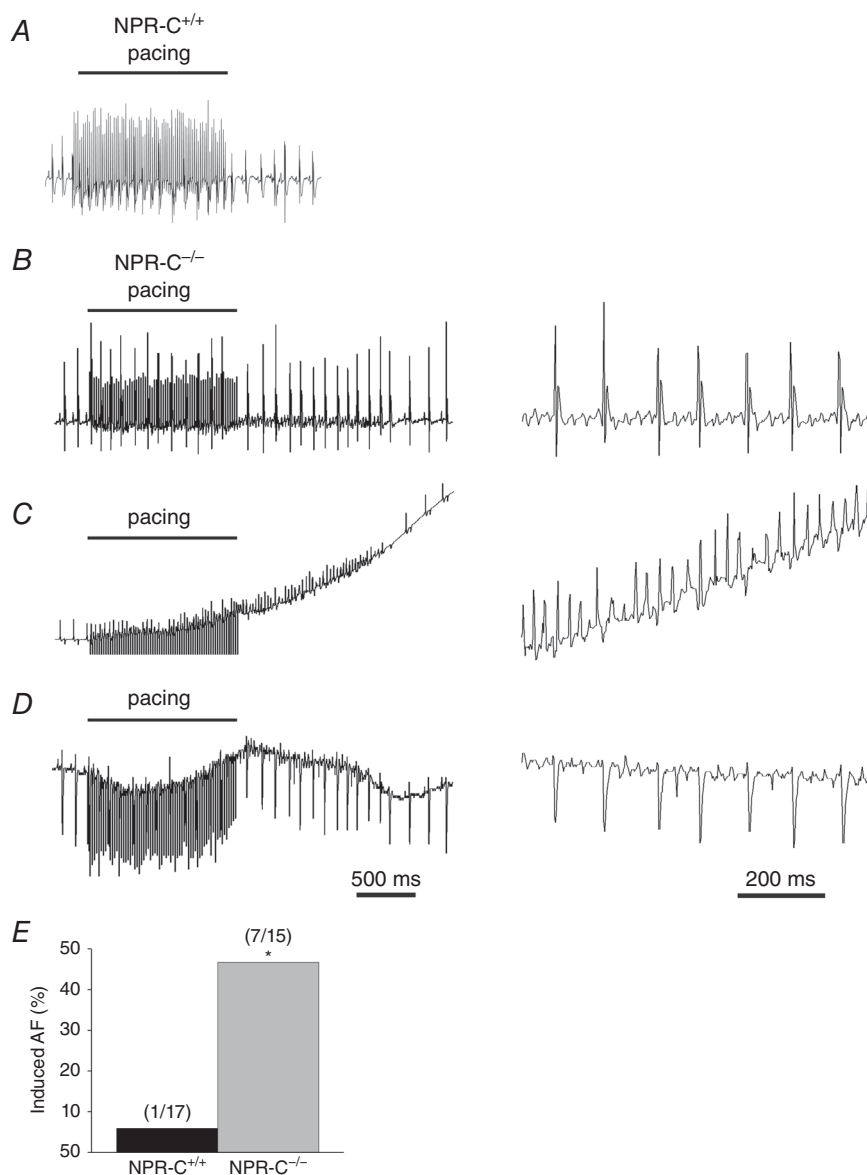 A
NPR-C+/+
pacing
B
NPR-C–/–
pacing
C
pacing
D
pacing
500 ms
200 ms
E
(7/15)
*
50
40
30
20
10
50
Induced AF (%)
(1/17)
NPR-C+/+
NPR-C–/–